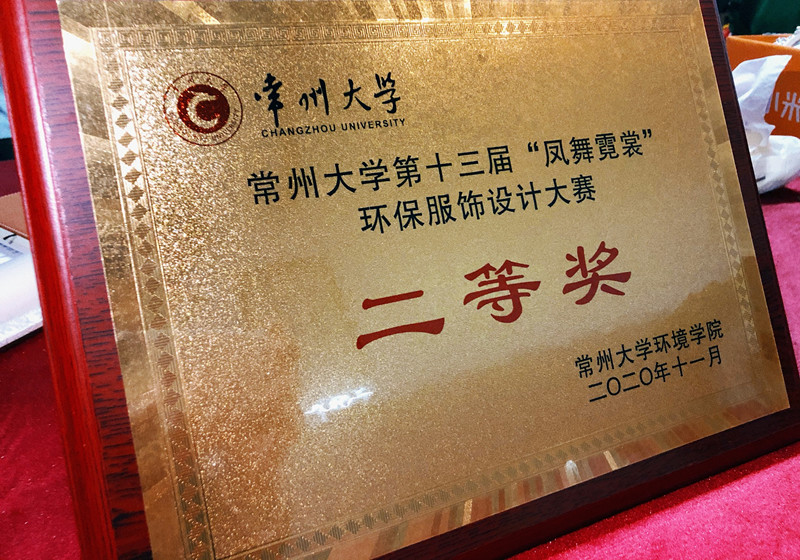 常州大学
CHANGZHOU UNIVERSITY
常州大学第十三届“凤舞霓裳”
环保服饰设计大赛
二等奖
常州大学环境学院
二〇二〇年十一月
小米